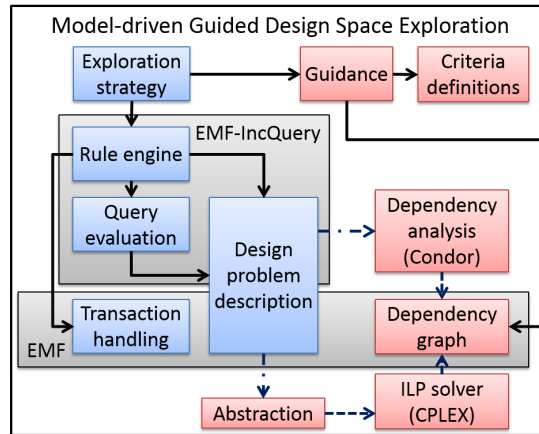 Model-driven Guided Design Space Exploration
Exploration
strategy
Guidance
Criteria
definitions
EMF-IncQuery
Rule engine
Query
evaluation
Design
problem
description
Dependency
analysis
(Condor)
Transaction
handling
Dependency
graph
EMF
Abstraction
ILP solver
(CPLEX)